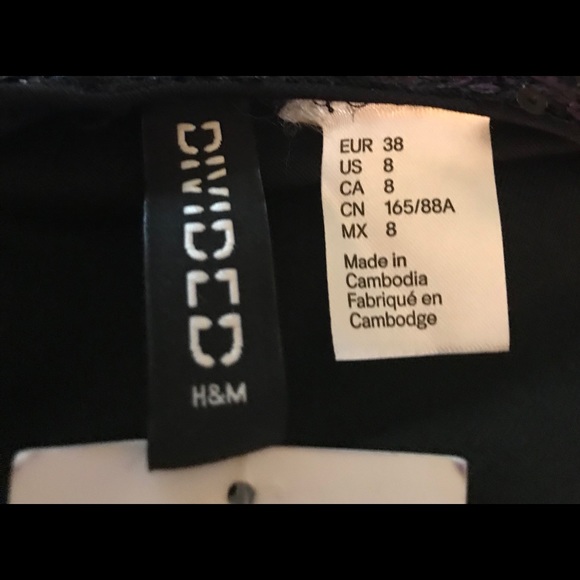 DIVIDED
H&M
EUR 38
US 8
CA 8
CN 165/88A
MX 8
Made in
Cambodia
Fabriqué en
Cambodge